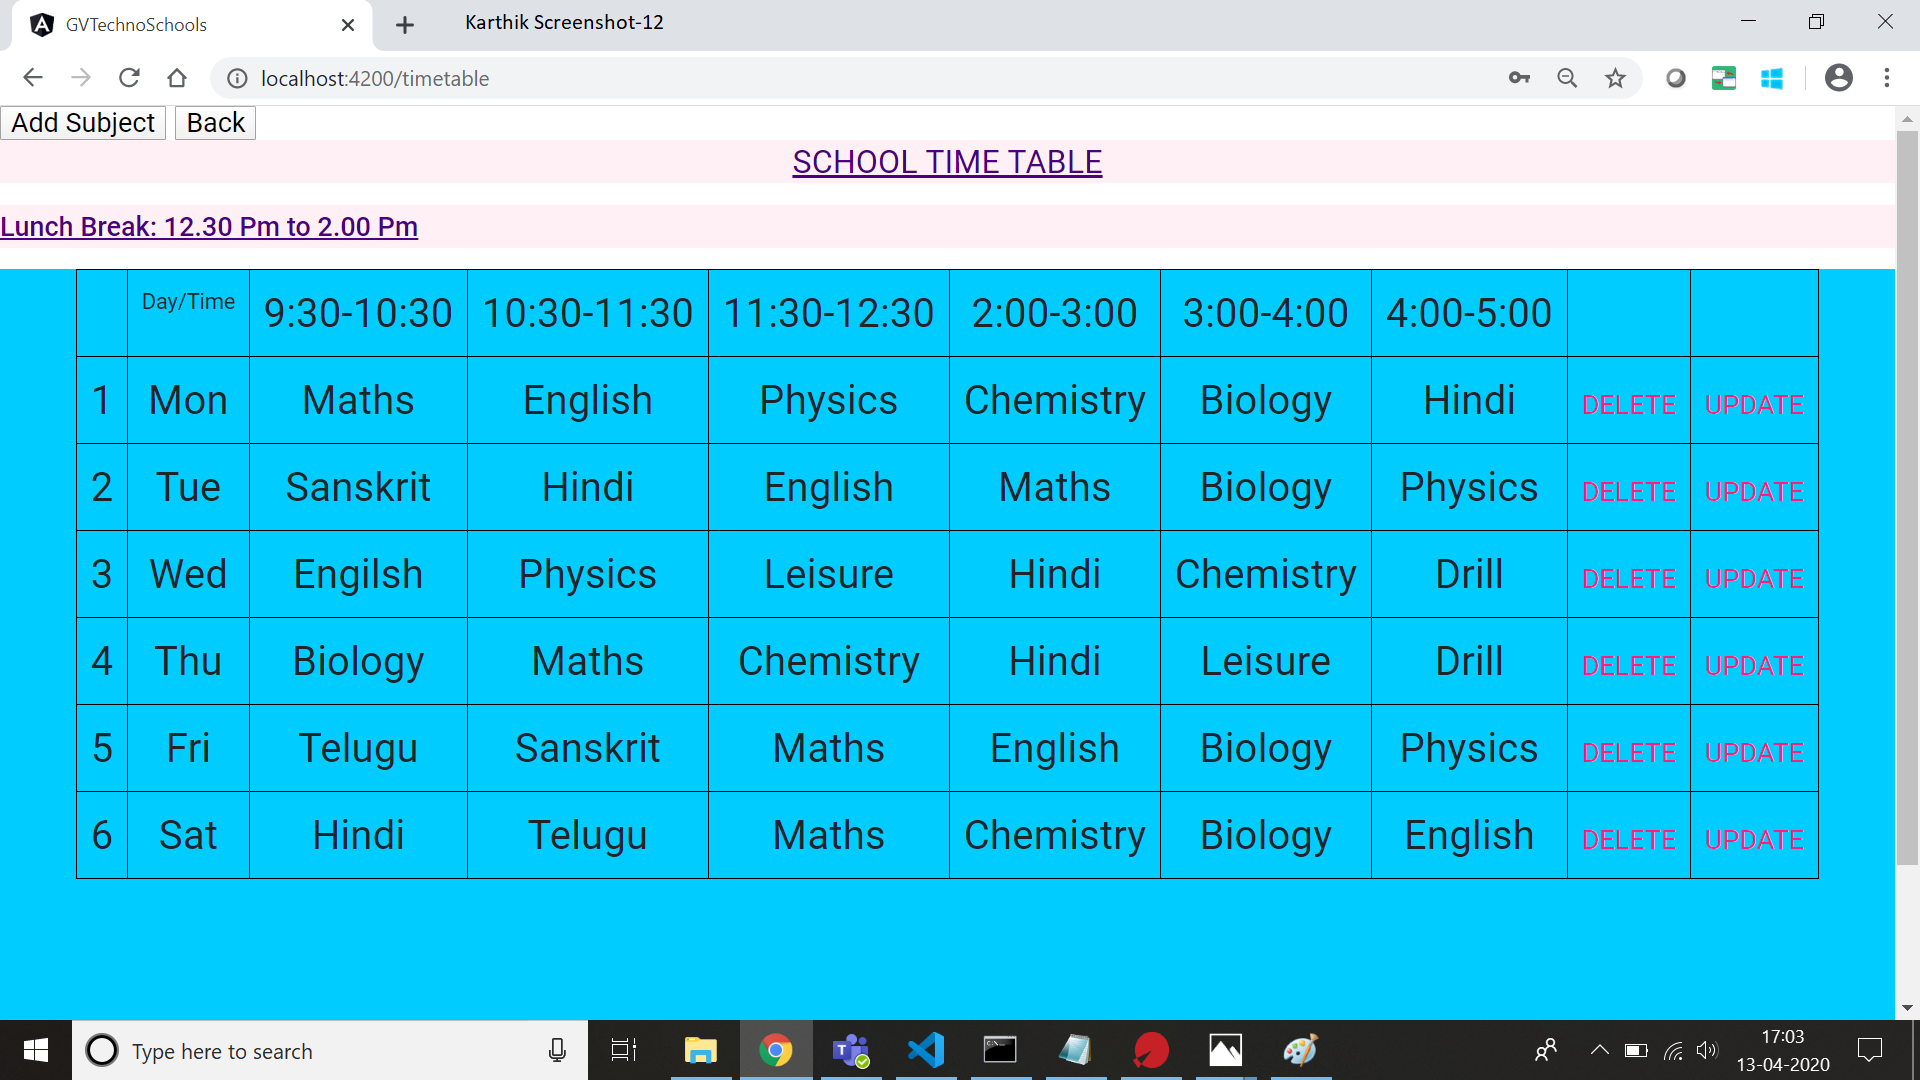 GVTechnoSchools
Karthik Screenshot-12
localhost:4200/timetable
Add Subject Back
SCHOOL TIME TABLE
Lunch Break: 12.30 Pm to 2.00 Pm
Day/Time 9:30-10:30 10:30-11:30 11:30-12:30 2:00-3:00 3:00-4:00 4:00-5:00
1 Mon Maths English Physics Chemistry Biology Hindi DELETE UPDATE
2 Tue Sanskrit Hindi English Maths Biology Physics DELETE UPDATE
3 Wed Engilsh Physics Leisure Hindi Chemistry Drill DELETE UPDATE
4 Thu Biology Maths Chemistry Hindi Leisure Drill DELETE UPDATE
5 Fri Telugu Sanskrit Maths English Biology Physics DELETE UPDATE
6 Sat Hindi Telugu Maths Chemistry Biology English DELETE UPDATE
Type here to search
17:03
13-04-2020